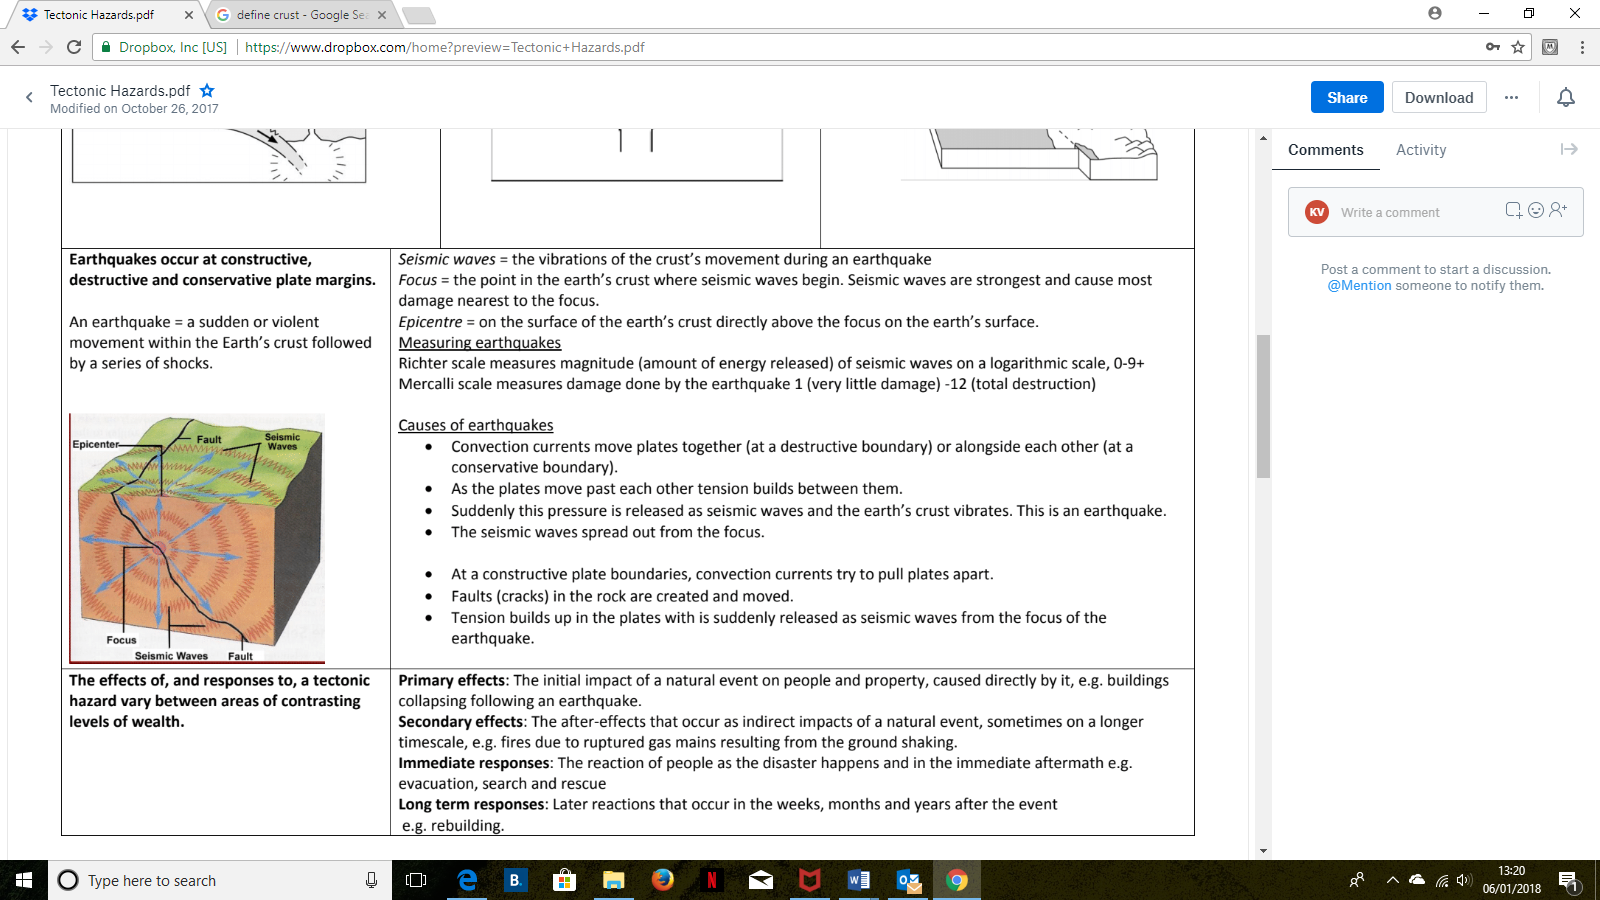 Tectonic Hazards.pdf
define crust - Google Sea
Dropbox, Inc [US]
https://www.dropbox.com/home?preview=Tectonic+Hazards.pdf
Tectonic Hazards.pdf
Modified on October 26, 2017
Share
Download
Comments
Activity
KV
Write a comment
Post a comment to start a discussion.
@Mention someone to notify them.
Earthquakes occur at constructive,
destructive and conservative plate margins.
An earthquake = a sudden or violent
movement within the Earth's crust followed
by a series of shocks.
Epicenter
Fault
Seismic
Waves
Focus
Seismic Waves
Fault
Seismic waves = the vibrations of the crust's movement during an earthquake
Focus = the point in the earth's crust where seismic waves begin. Seismic waves are strongest and cause most
damage nearest to the focus.
Epicentre = on the surface of the earth's crust directly above the focus on the earth's surface.
Measuring earthquakes
Richter scale measures magnitude (amount of energy released) of seismic waves on a logarithmic scale, 0-9+
Mercalli scale measures damage done by the earthquake 1 (very little damage) -12 (total destruction)
Causes of earthquakes
• Convection currents move plates together (at a destructive boundary) or alongside each other (at a
conservative boundary).
• As the plates move past each other tension builds between them.
• Suddenly this pressure is released as seismic waves and the earth's crust vibrates. This is an earthquake.
• The seismic waves spread out from the focus.
• At a constructive plate boundaries, convection currents try to pull plates apart.
• Faults (cracks) in the rock are created and moved.
• Tension builds up in the plates with is suddenly released as seismic waves from the focus of the
earthquake.
The effects of, and responses to, a tectonic
hazard vary between areas of contrasting
levels of wealth.
Primary effects: The initial impact of a natural event on people and property, caused directly by it, e.g. buildings
collapsing following an earthquake.
Secondary effects: The after-effects that occur as indirect impacts of a natural event, sometimes on a longer
timescale, e.g. fires due to ruptured gas mains resulting from the ground shaking.
Immediate responses: The reaction of people as the disaster happens and in the immediate aftermath e.g.
evacuation, search and rescue
Long term responses: Later reactions that occur in the weeks, months and years after the event
e.g. rebuilding.
Type here to search
B.
N
13:20
06/01/2018
1